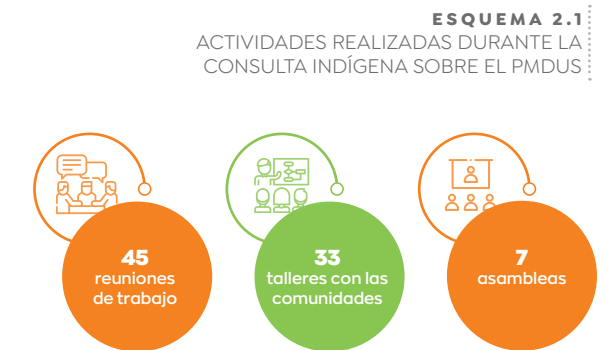 ESQUEMA 2.1
ACTIVIDADES REALIZADAS DURANTE LA
CONSULTA INDÍGENA SOBRE EL PMDUS
45
reuniones
de trabajo
33
talleres con las
comunidades
7
asambleas